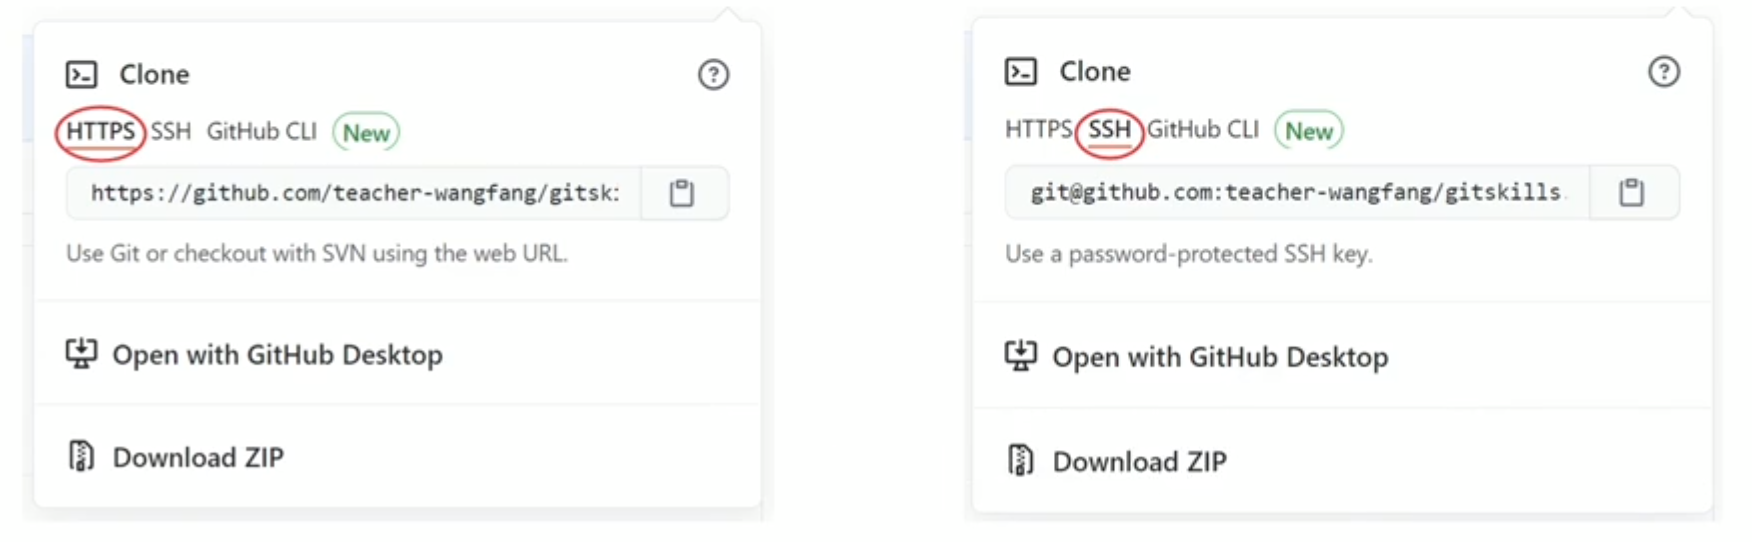 Clone
HTTPS SSH GitHub CLI New
https://github.com/teacher-wangfang/gitsk
Use Git or checkout with SVN using the web URL.
Open with GitHub Desktop
Download ZIP
Clone
HTTPS SSH GitHub CLI New
git@github.com:teacher-wangfang/gitskills
Use a password-protected SSH key.
Open with GitHub Desktop
Download ZIP